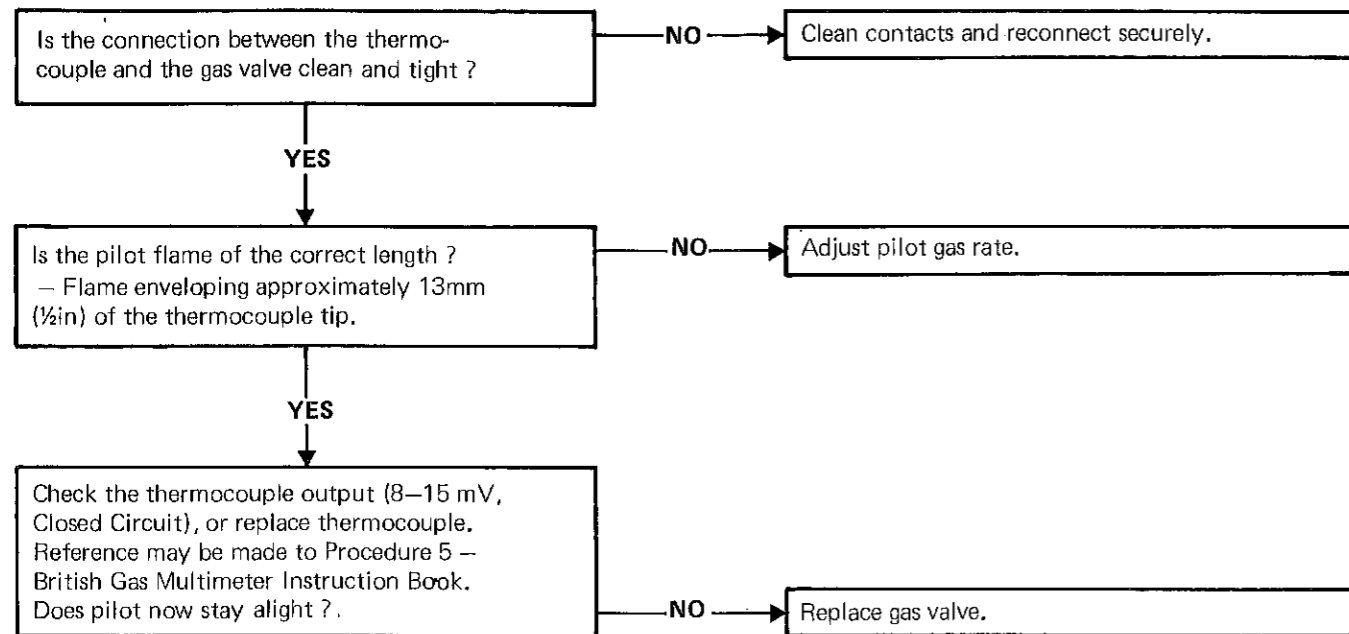 Is the connection between the thermo-
couple and the gas valve clean and tight ?
NO
Clean contacts and reconnect securely.
YES
Is the pilot flame of the correct length ?
– Flame enveloping approximately 13mm
(½in) of the thermocouple tip.
NO
Adjust pilot gas rate.
YES
Check the thermocouple output (8–15 mV,
Closed Circuit), or replace thermocouple.
Reference may be made to Procedure 5 –
British Gas Multimeter Instruction Book.
Does pilot now stay alight ?.
NO
Replace gas valve.